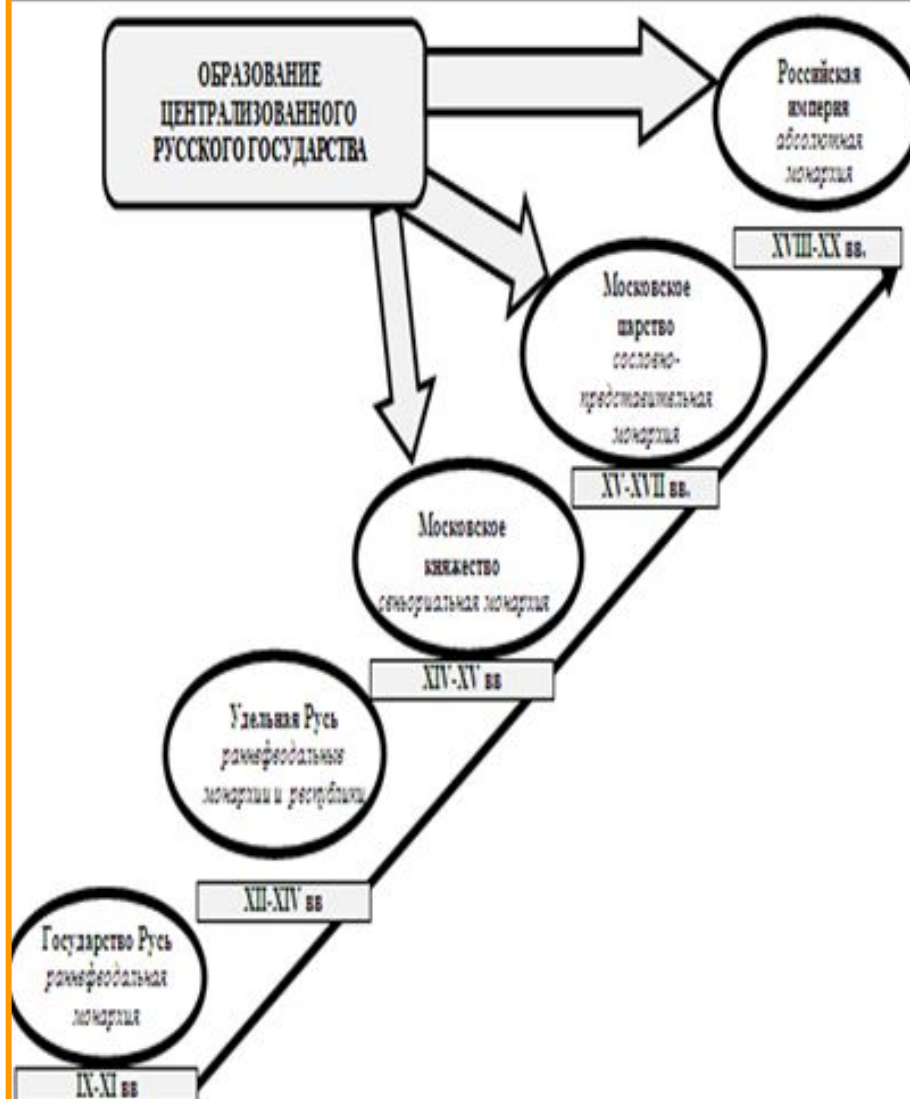 ОБРАЗОВАНИЕ
ЦЕНТРАЛИЗОВАННОГО
РУССКОГО ГОСУДАРСТВА
Российская
империя
абсолютная
монархия
XVIII-XX вв.
Московское
царство
сословно-
представительная
монархия
XV-XVII вв.
Московское
княжество
сеньориальная монархия
XIV-XV вв
Удельная Русь
раннефеодальные
монархии и республики
XII-XIV вв
Государство Русь
раннефеодальная
монархия
IX-XI вв